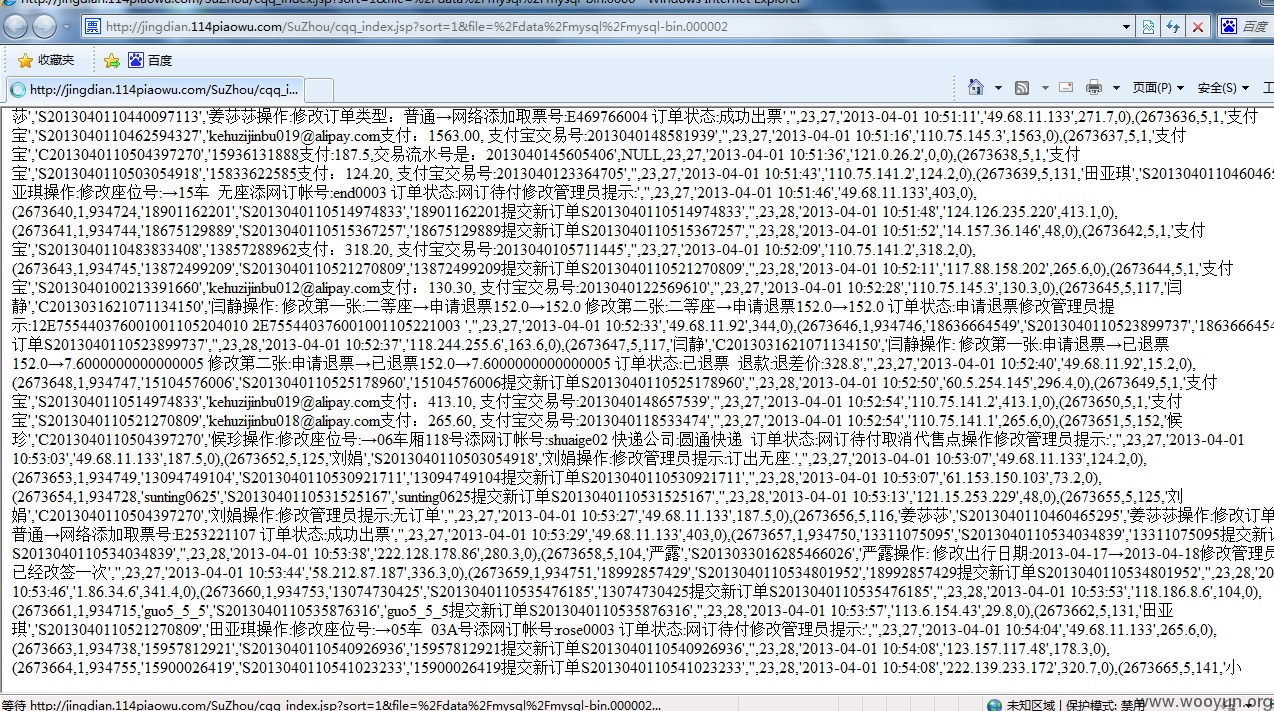 http://jingdian.114piaowu.com/SuZhou/cqq_index.jsp?sort=1&file=%2Fdata%2Fmysql%2Fmysql-bin.0000 - Windows Internet Explorer
http://jingdian.114piaowu.com/SuZhou/cqq_index.jsp?sort=1&file=%2Fdata%2Fmysql%2Fmysql-bin.000002
百度
收藏夹 百度
http://jingdian.114piaowu.com/SuZhou/cqq_i... 页面(P) 安全(S)
莎','S2013040110440097113','姜莎莎操作:修改订单类型：普通→网络添加取票号:E469766004 订单状态:成功出票','',23,27,'2013-04-01 10:51:11','49.68.11.133',271.7,0),(2673636,5,1,'支付
宝','S2013040110462594327','kehuzijinbu019@alipay.com支付：1563.00, 支付宝交易号:2013040148581939','',23,27,'2013-04-01 10:51:16','110.75.145.3',1563,0),(2673637,5,1,'支付
宝','C2013040110504397270','15936131888支付:187.5,交易流水号是：2013040145605406',NULL,23,27,'2013-04-01 10:51:36','121.0.26.2',0,0),(2673638,5,1,'支付
宝','S2013040110503054918','15833622585支付：124.20, 支付宝交易号:2013040123364705','',23,27,'2013-04-01 10:51:43','110.75.141.2',124.2,0),(2673639,5,131,'田亚琪','S2013040110460465
亚琪操作:修改座位号:→15车 无座添网订帐号:end0003 订单状态:网订待付修改管理员提示:','',23,27,'2013-04-01 10:51:46','49.68.11.133',403,0),
(2673640,1,934724,'18901162201','S2013040110514974833','18901162201提交新订单S2013040110514974833','',23,28,'2013-04-01 10:51:48','124.126.235.220',413.1,0),
(2673641,1,934744,'18675129889','S2013040110515367257','18675129889提交新订单S2013040110515367257','',23,28,'2013-04-01 10:51:52','14.157.36.146',48,0),(2673642,5,1,'支付
宝','S2013040110483833408','13857288962支付：318.20, 支付宝交易号:2013040105711445','',23,27,'2013-04-01 10:52:09','110.75.141.2',318.2,0),
(2673643,1,934745,'13872499209','S2013040110521270809','13872499209提交新订单S2013040110521270809','',23,28,'2013-04-01 10:52:11','117.88.158.202',265.6,0),(2673644,5,1,'支付
宝','S2013040100213391660','kehuzijinbu012@alipay.com支付：130.30, 支付宝交易号:2013040122569610','',23,27,'2013-04-01 10:52:28','110.75.145.3',130.3,0),(2673645,5,117,'闫
静','C2013031621071134150','闫静操作: 修改第一张:二等座→申请退票152.0→152.0 修改第二张:二等座→申请退票152.0→152.0 订单状态:申请退票修改管理员提
示:12E755440376001001105204010 2E755440376001001105221003 ','',23,27,'2013-04-01 10:52:33','49.68.11.92',344,0),(2673646,1,934746,'18636664549','S2013040110523899737','1863666454
订单S2013040110523899737','',23,28,'2013-04-01 10:52:37','118.244.255.6',163.6,0),(2673647,5,117,'闫静','C2013031621071134150','闫静操作: 修改第一张:申请退票→已退票
152.0→7.6000000000000005 修改第二张:申请退票→已退票152.0→7.6000000000000005 订单状态:已退票 退款:退差价:328.8','',23,27,'2013-04-01 10:52:40','49.68.11.92',15.2,0),
(2673648,1,934747,'15104576006','S2013040110525178960','15104576006提交新订单S2013040110525178960','',23,28,'2013-04-01 10:52:50','60.5.254.145',296.4,0),(2673649,5,1,'支付
宝','S2013040110514974833','kehuzijinbu019@alipay.com支付：413.10, 支付宝交易号:2013040148657539','',23,27,'2013-04-01 10:52:54','110.75.141.2',413.1,0),(2673650,5,1,'支付
宝','S2013040110521270809','kehuzijinbu018@alipay.com支付：265.60, 支付宝交易号:2013040118533474','',23,27,'2013-04-01 10:52:54','110.75.141.1',265.6,0),(2673651,5,152,'候
珍','C2013040110504397270','候珍操作:修改座位号:→06车厢118号添网订帐号:shuaige02 快递公司:圆通快递 订单状态:网订待付取消代售点操作修改管理员提示:','',23,27,'2013-04-01
10:53:03','49.68.11.133',187.5,0),(2673652,5,125,'刘娟','S2013040110503054918','刘娟操作:修改管理员提示:订出无座.','',23,27,'2013-04-01 10:53:07','49.68.11.133',124.2,0),
(2673653,1,934749,'13094749104','S2013040110530921711','13094749104提交新订单S2013040110530921711','',23,28,'2013-04-01 10:53:07','61.153.150.103',73.2,0),
(2673654,1,934728,'sunting0625','S2013040110531525167','sunting0625提交新订单S2013040110531525167','',23,28,'2013-04-01 10:53:13','121.15.253.229',48,0),(2673655,5,125,'刘
娟','C2013040110504397270','刘娟操作:修改管理员提示:无订单','',23,27,'2013-04-01 10:53:27','49.68.11.133',187.5,0),(2673656,5,116,'姜莎莎','S2013040110460465295','姜莎莎操作:修改订单
普通→网络添加取票号:E253221107 订单状态:成功出票','',23,27,'2013-04-01 10:53:29','49.68.11.133',403,0),(2673657,1,934750,'13311075095','S2013040110534034839','13311075095提交新订单
S2013040110534034839','',23,28,'2013-04-01 10:53:38','222.128.178.86',280.3,0),(2673658,5,104,'严露','S2013033016285466026','严露操作: 修改出行日期:2013-04-17→2013-04-18修改管理员
已经改签一次','',23,27,'2013-04-01 10:53:44','58.212.87.187',336.3,0),(2673659,1,934751,'18992857429','S2013040110534801952','18992857429提交新订单S2013040110534801952','',23,28,'20
10:53:46','1.86.34.6',341.4,0),(2673660,1,934753,'13074730425','S2013040110535476185','13074730425提交新订单S2013040110535476185','',23,28,'2013-04-01 10:53:53','118.186.8.6',104,0),
(2673661,1,934715,'guo5_5_5','S2013040110535876316','guo5_5_5提交新订单S2013040110535876316','',23,28,'2013-04-01 10:53:57','113.6.154.43',29.8,0),(2673662,5,131,'田亚
琪','S2013040110521270809','田亚琪操作:修改座位号:→05车 03A号添网订帐号:rose0003 订单状态:网订待付修改管理员提示:','',23,27,'2013-04-01 10:54:04','49.68.11.133',265.6,0),
(2673663,1,934738,'15957812921','S2013040110540926936','15957812921提交新订单S2013040110540926936','',23,28,'2013-04-01 10:54:08','123.157.117.48',178.3,0),
(2673664,1,934755,'15900026419','S2013040110541023233','15900026419提交新订单S2013040110541023233','',23,28,'2013-04-01 10:54:08','222.139.233.172',320.7,0),(2673665,5,141,'小
等待 http://jingdian.114piaowu.com/SuZhou/cqq_index.jsp?sort=1&file=%2Fdata%2Fmysql%2Fmysql-bin.000002... 未知区域 | 保护模式: 禁用
www.wooyun.org